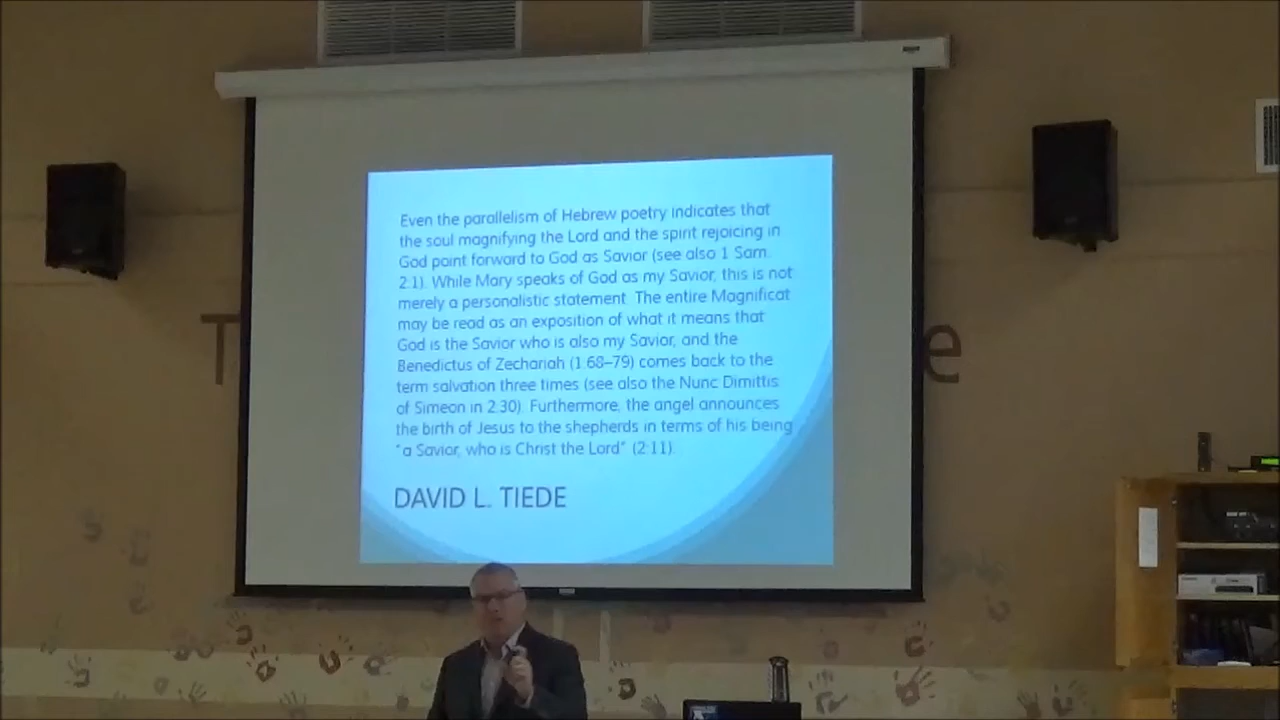 Even the parallelism of Hebrew poetry indicates that
the soul magnifying the Lord and the spirit rejoicing in
God point forward to God as Savior (see also 1 Sam.
2:1). While Mary speaks of God as my Savior, this is not
merely a personalistic statement. The entire Magnificat
may be read as an exposition of what it means that
God is the Savior who is also my Savior, and the
Benedictus of Zechariah (1:68–79) comes back to the
term salvation three times (see also the Nunc Dimittis
of Simeon in 2:30). Furthermore, the angel announces
the birth of Jesus to the shepherds in terms of his being
"a Savior, who is Christ the Lord" (2:11).
DAVID L. TIEDE
T
e